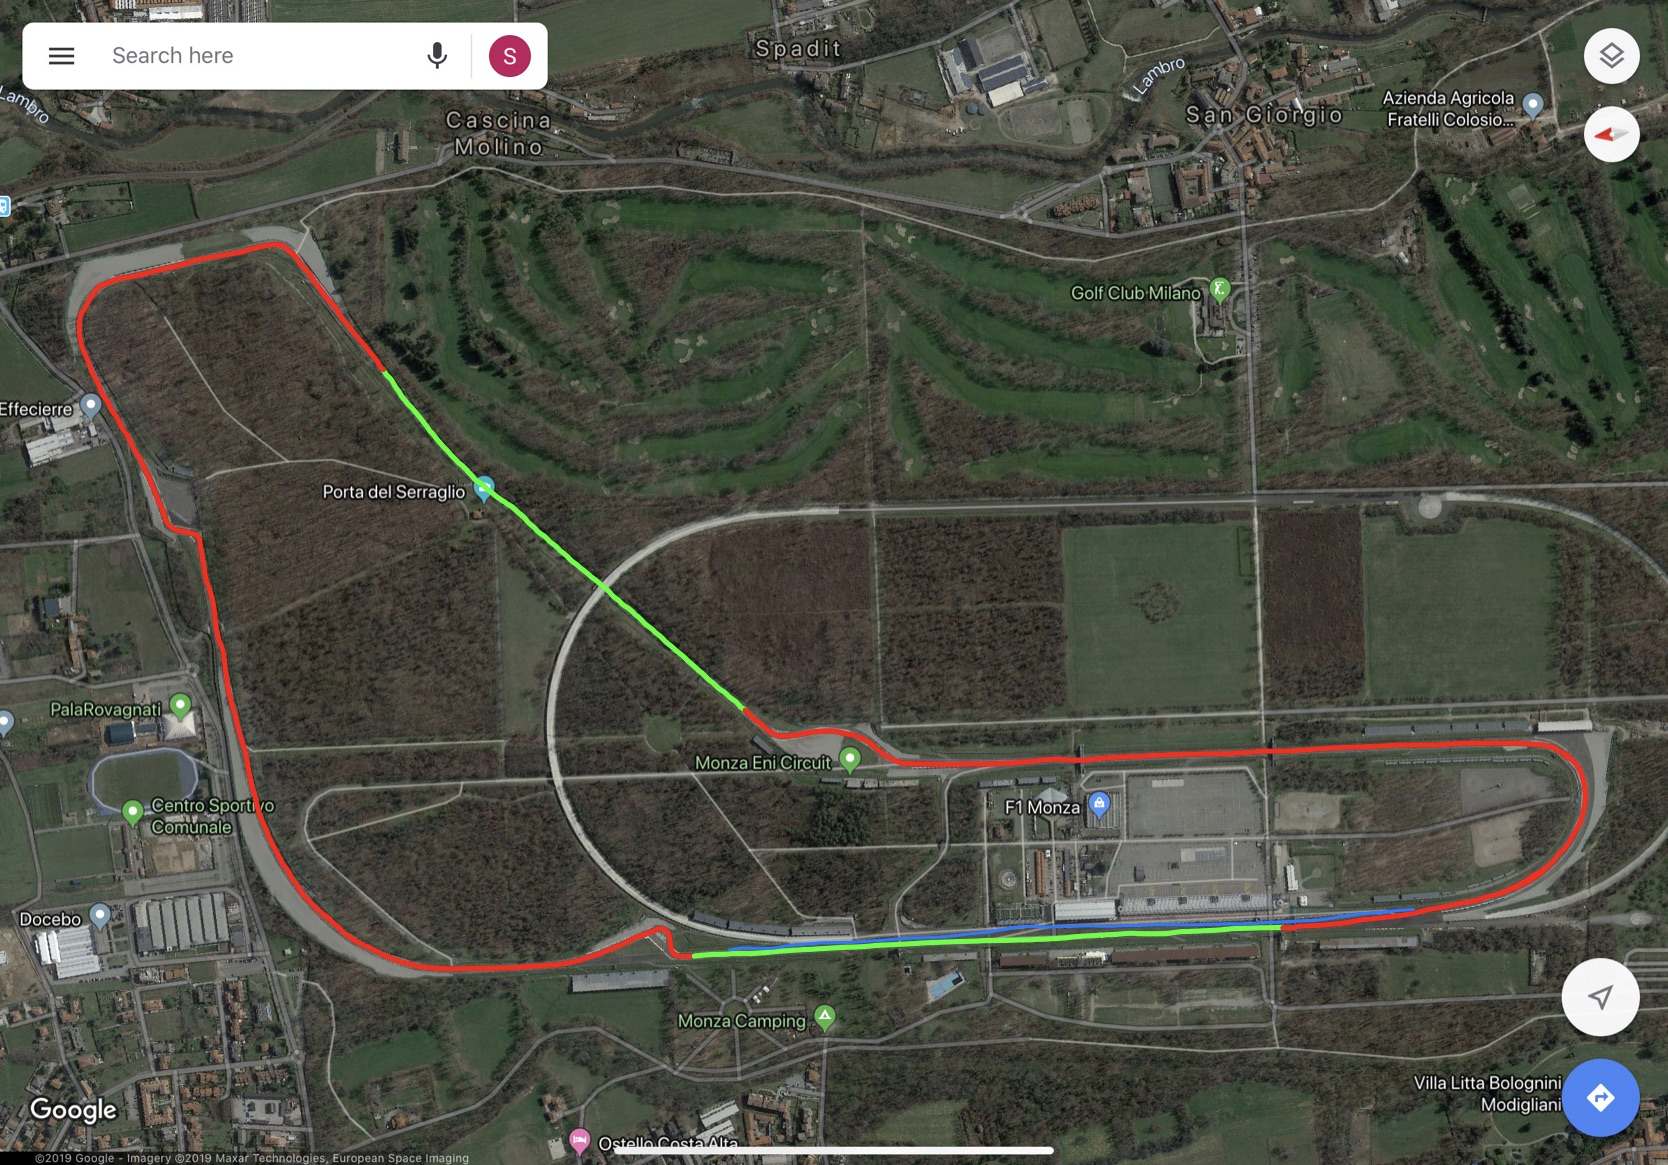 Search here
S
Spadit
Lambro
Lambro
Cascina
Molino
San Giorgio
Azienda Agricola
Fratelli Colosio...
Golf Club Milano
Effecierre
Porta del Serraglio
PalaRovagnati
Monza Eni Circuit
Centro Sportivo
Comunale
F1 Monza
Docebo
Monza Camping
Villa Litta Bolognini
Modigliani
Google
Ostello Costa Alta
©2019 Google - Imagery ©2019 Maxar Technologies, European Space Imaging